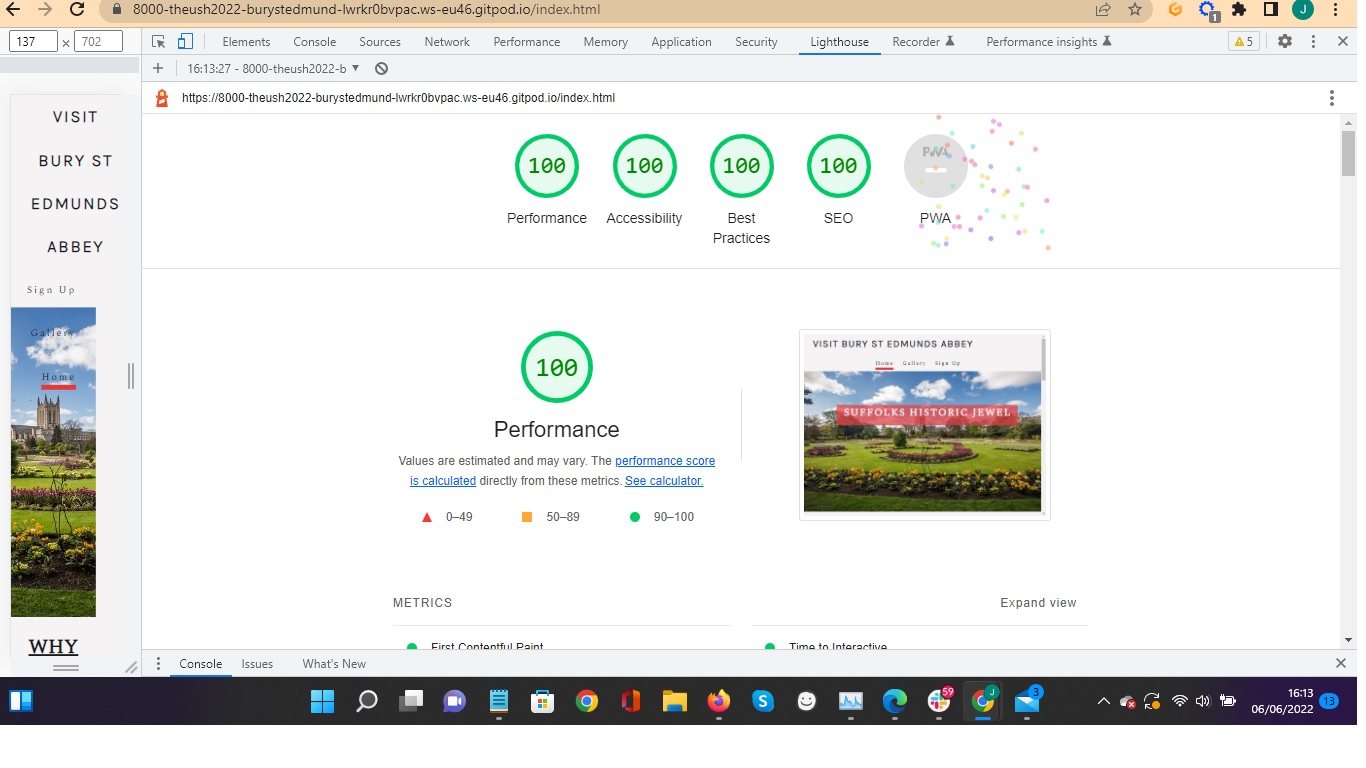 8000-theush2022-burystedmund-lwrkr0bvpac.ws-eu46.gitpod.io/index.html
1
J
137 x 702
Elements Console Sources Network Performance Memory Application Security Lighthouse Recorder Performance insights 5
16:13:27 - 8000-theush2022-b
https://8000-theush2022-burystedmund-lwrkr0bvpac.ws-eu46.gitpod.io/index.html
VISIT
BURY ST
EDMUNDS
ABBEY
Sign Up
Gallery
Home
WHY
100 100 100 100 PWA
Performance Accessibility Best Practices SEO PWA
100
Performance
Values are estimated and may vary. The performance score
is calculated directly from these metrics. See calculator.
0–49 50–89 90–100
VISIT BURY ST EDMUNDS ABBEY
Home Gallery Sign Up
SUFFOLKS HISTORIC JEWEL
METRICS Expand view
First Contentful Paint Time to Interactive
Console Issues What's New
59 J 3
16:13
06/06/2022 13